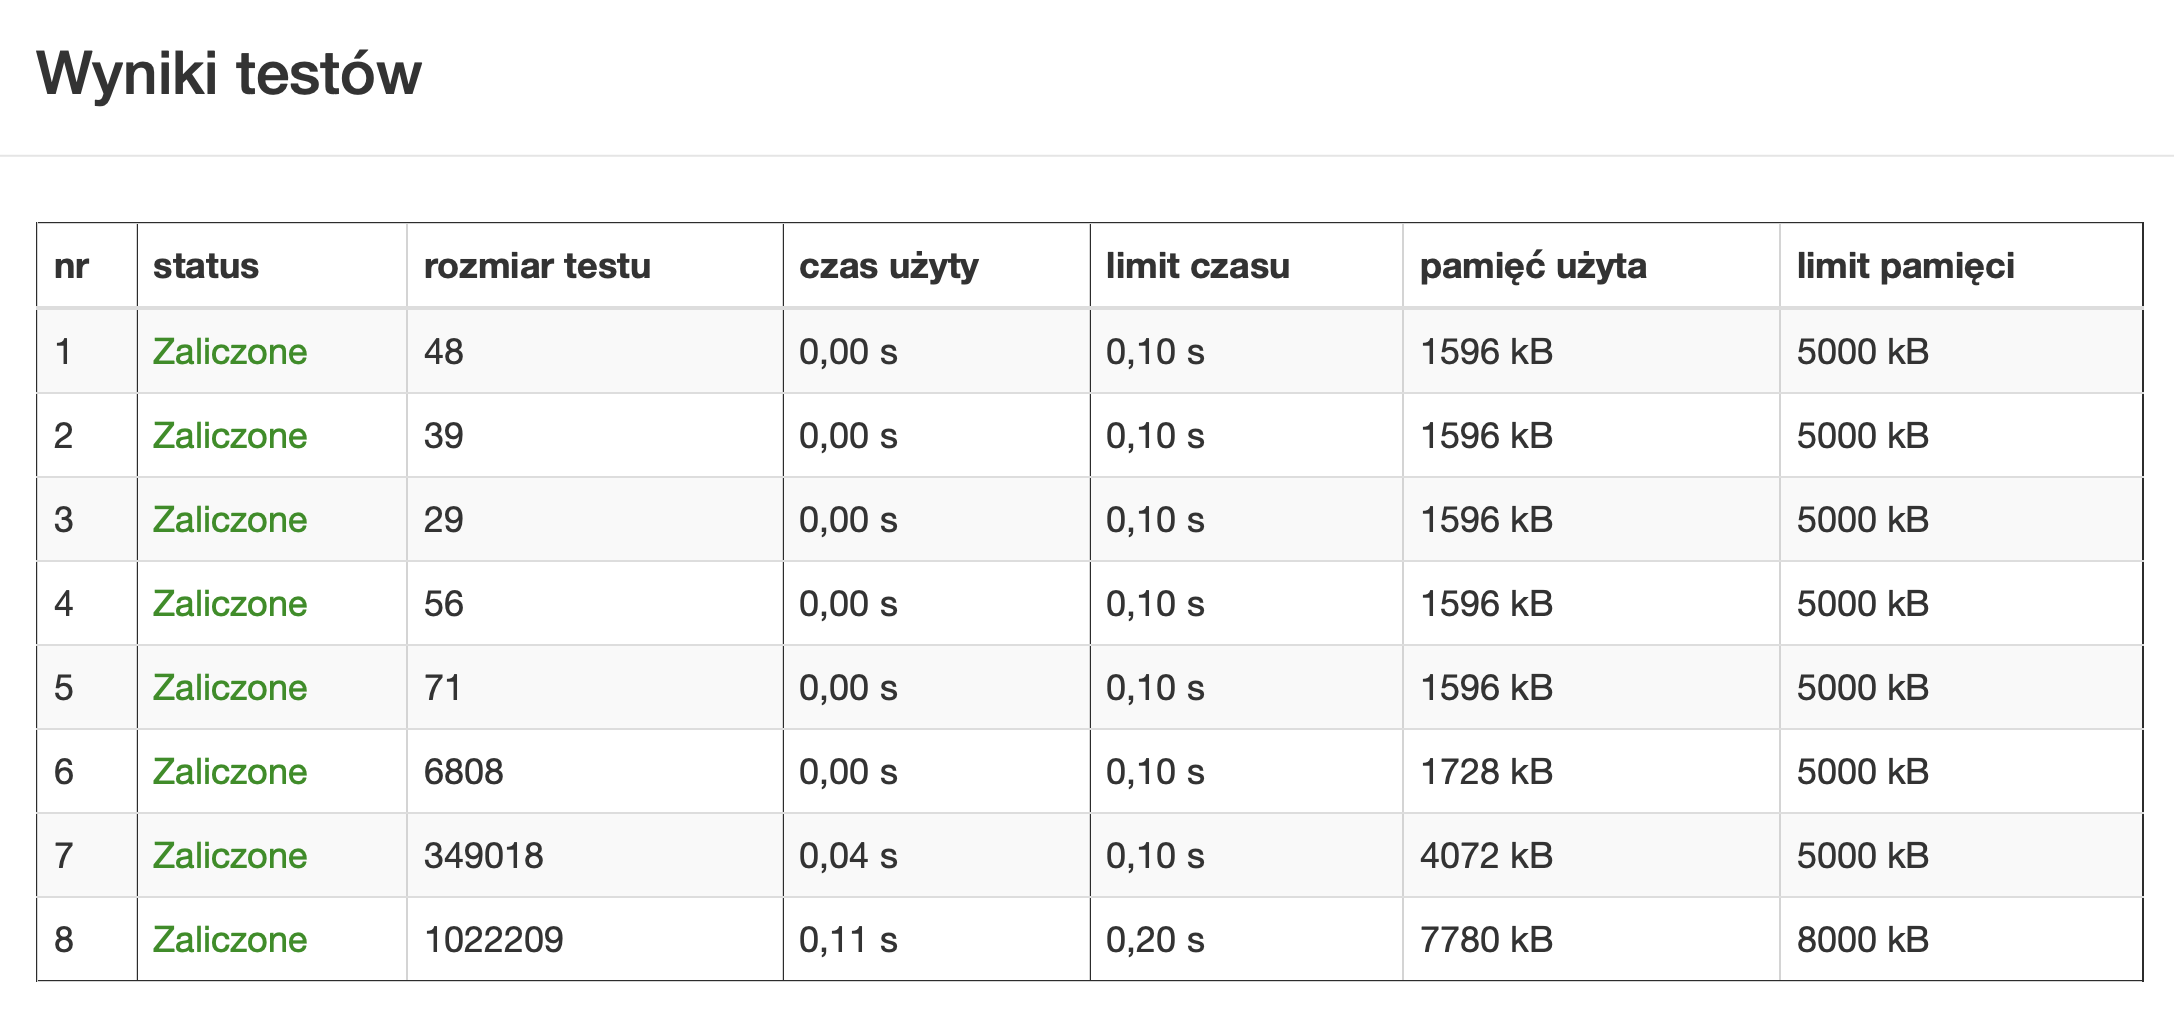 Wyniki testów
nr status rozmiar testu czas użyty limit czasu pamięć użyta limit pamięci
1 Zaliczone 48 0,00 s 0,10 s 1596 kB 5000 kB
2 Zaliczone 39 0,00 s 0,10 s 1596 kB 5000 kB
3 Zaliczone 29 0,00 s 0,10 s 1596 kB 5000 kB
4 Zaliczone 56 0,00 s 0,10 s 1596 kB 5000 kB
5 Zaliczone 71 0,00 s 0,10 s 1596 kB 5000 kB
6 Zaliczone 6808 0,00 s 0,10 s 1728 kB 5000 kB
7 Zaliczone 349018 0,04 s 0,10 s 4072 kB 5000 kB
8 Zaliczone 1022209 0,11 s 0,20 s 7780 kB 8000 kB